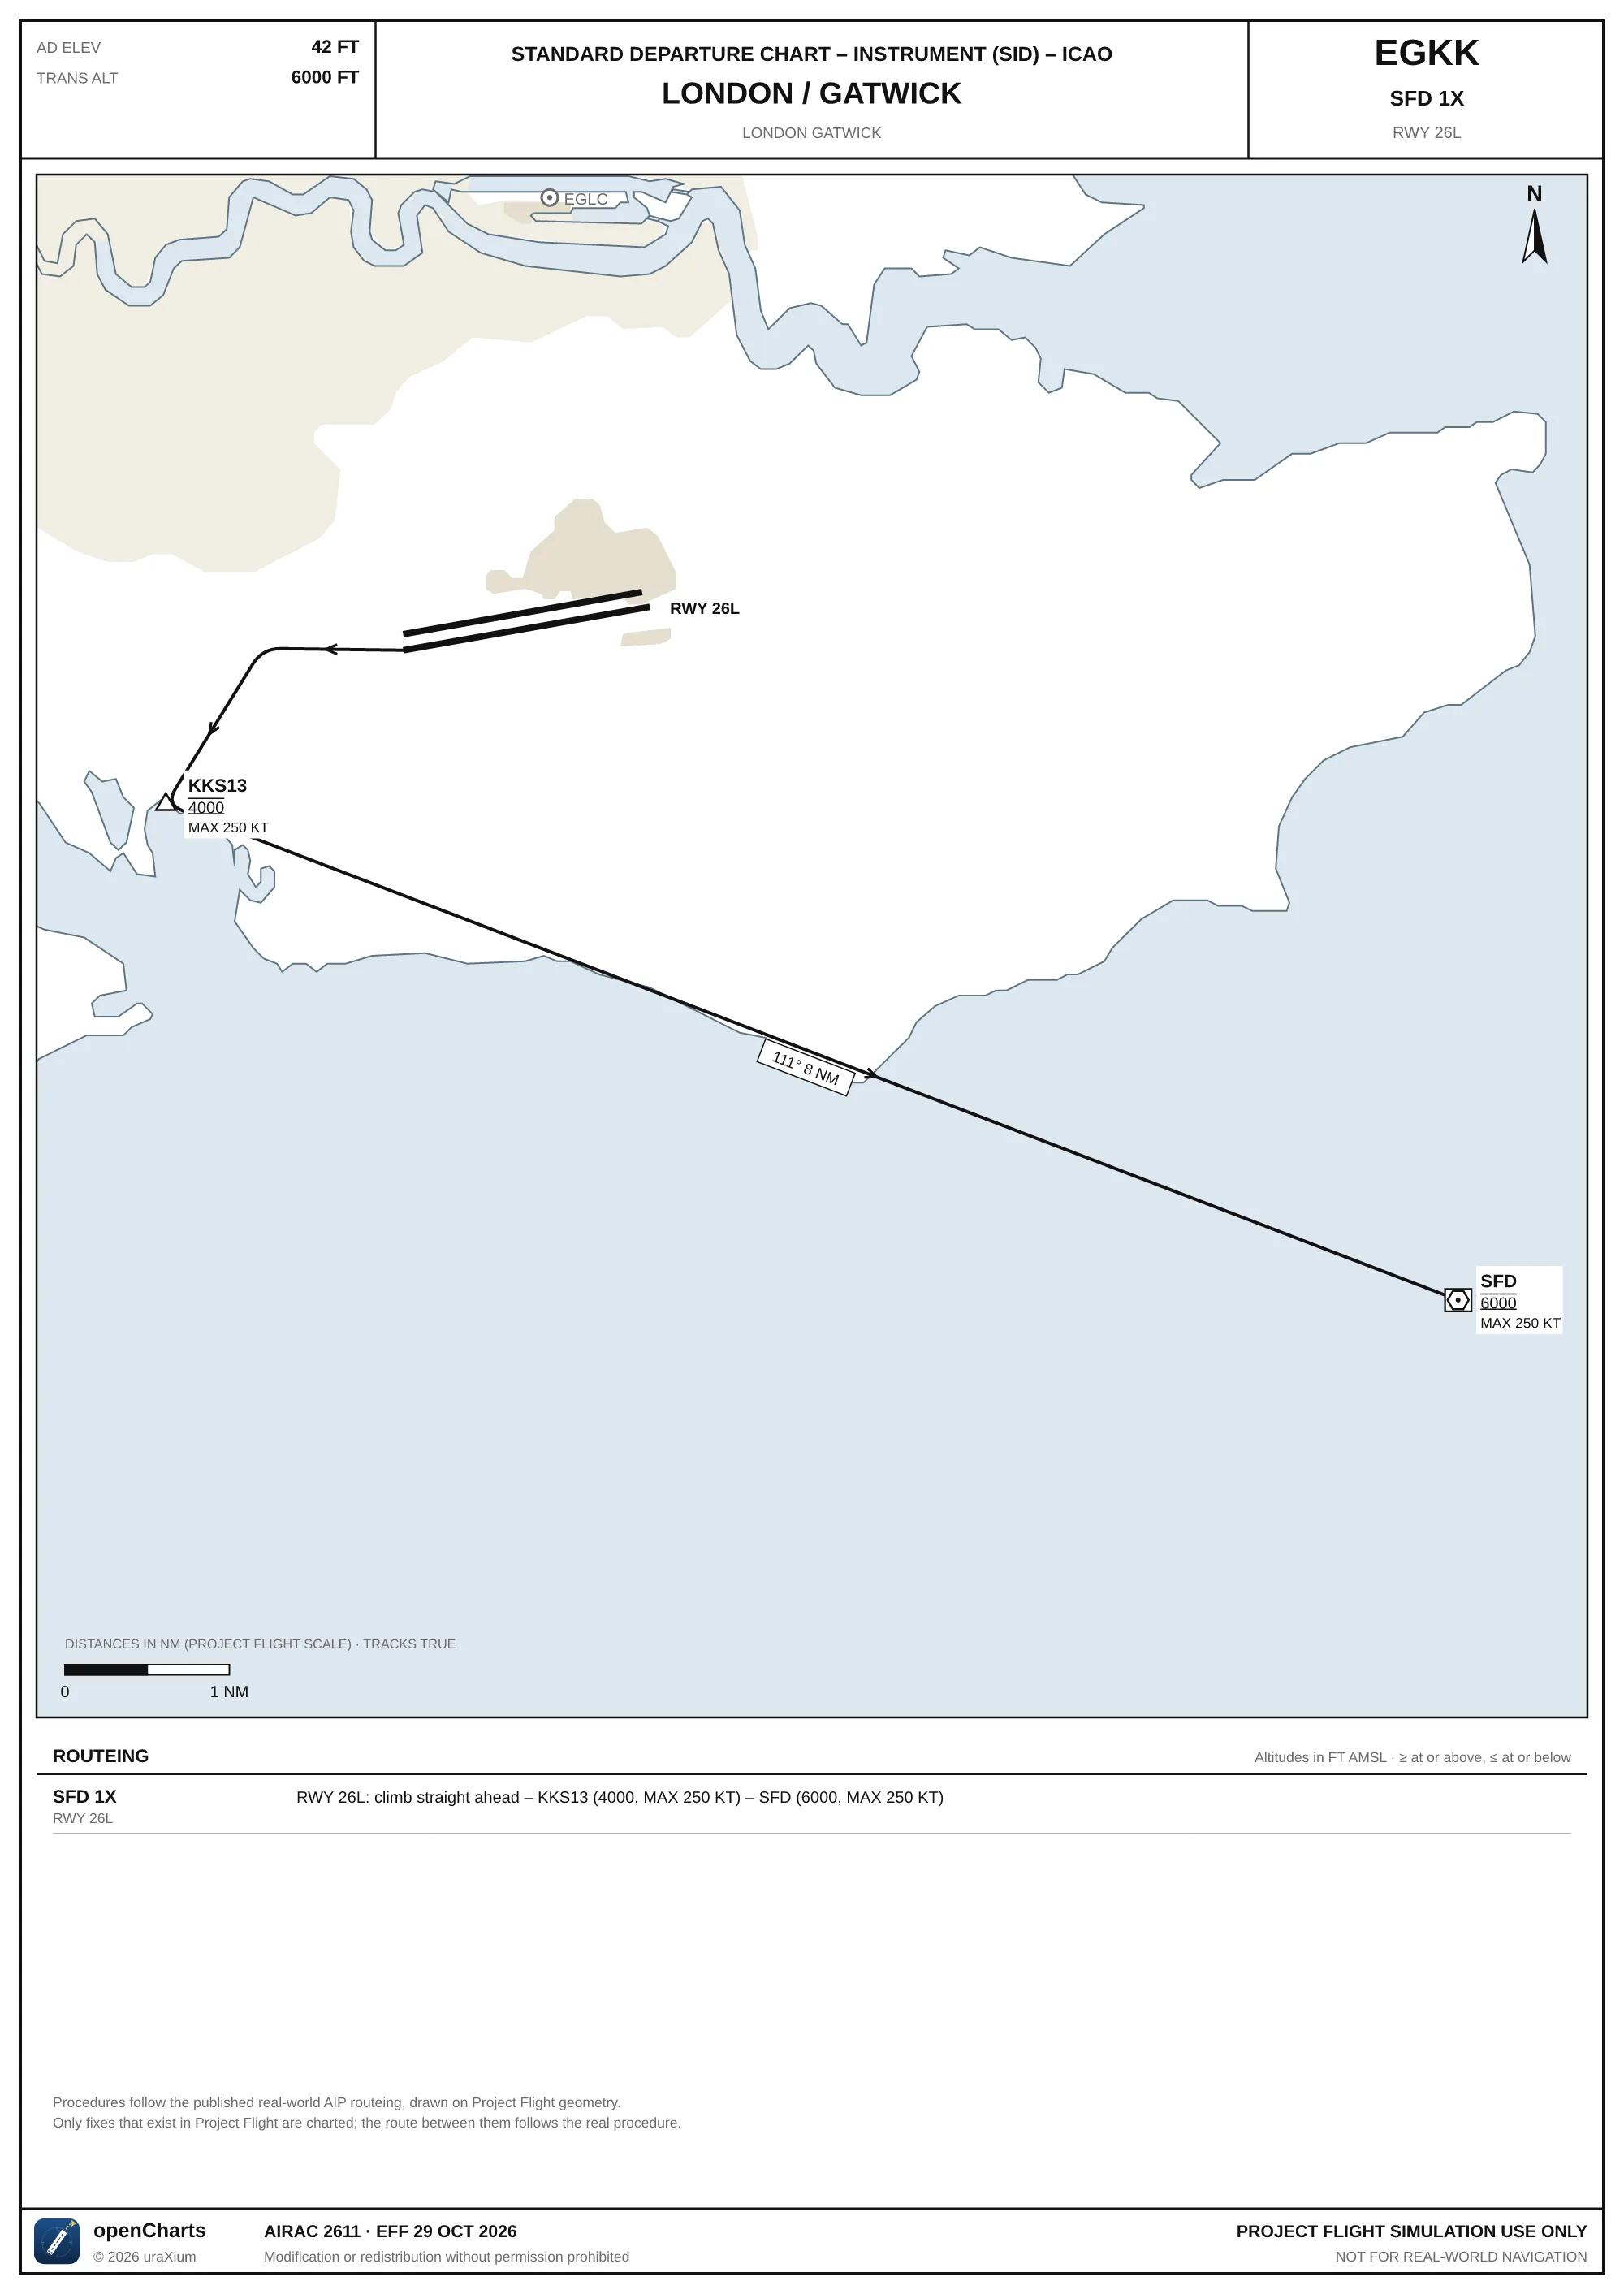 AD ELEV 42 FT
TRANS ALT 6000 FT
STANDARD DEPARTURE CHART – INSTRUMENT (SID) – ICAO
LONDON / GATWICK
LONDON GATWICK
EGKK
SFD 1X
RWY 26L
EGLC
N
RWY 26L
KKS13
4000
MAX 250 KT
111° 8 NM
SFD
6000
MAX 250 KT
DISTANCES IN NM (PROJECT FLIGHT SCALE) · TRACKS TRUE
0 1 NM
ROUTEING
Altitudes in FT AMSL · ≥ at or above, ≤ at or below
SFD 1X
RWY 26L: climb straight ahead – KKS13 (4000, MAX 250 KT) – SFD (6000, MAX 250 KT)
RWY 26L
Procedures follow the published real-world AIP routeing, drawn on Project Flight geometry.
Only fixes that exist in Project Flight are charted; the route between them follows the real procedure.
openCharts
© 2026 uraXium
AIRAC 2611 · EFF 29 OCT 2026
Modification or redistribution without permission prohibited
PROJECT FLIGHT SIMULATION USE ONLY
NOT FOR REAL-WORLD NAVIGATION